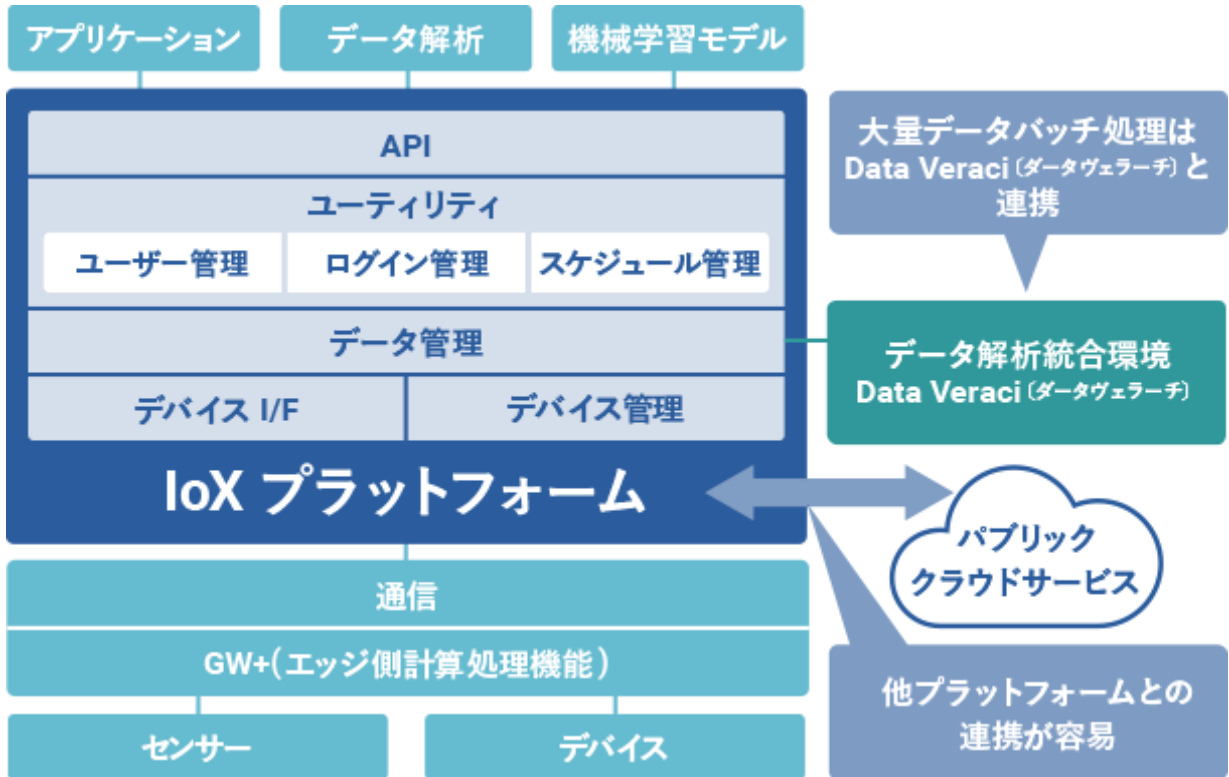 アプリケーション
データ解析
機械学習モデル
API
ユーティリティ
ユーザー管理
ログイン管理
スケジュール管理
データ管理
デバイス I/F
デバイス管理
IoX プラットフォーム
通信
GW+(エッジ側計算処理機能)
センサー
デバイス
大量データバッチ処理は
Data Veraci〔ダータヴェラーチ〕と
連携
データ解析統合環境
Data Veraci〔ダータヴェラーチ〕
パブリック
クラウドサービス
他プラットフォームとの
連携が容易